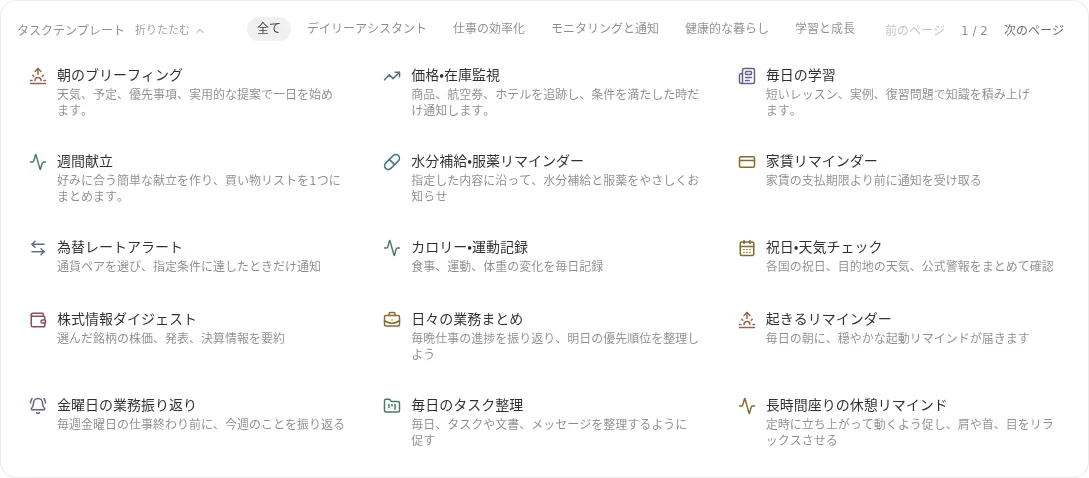 タスクテンプレート 折りたたむ 全て デイリーアシスタント 仕事の効率化 モニタリングと通知 健康的な暮らし 学習と成長 前のページ 1 / 2 次のページ
朝のブリーフィング
天気、予定、優先事項、実用的な提案で一日を始め
ます。
価格•在庫監視
商品、航空券、ホテルを追跡し、条件を満たした時だ
け通知します。
毎日の学習
短いレッスン、実例、復習問題で知識を積み上げ
ます。
週間献立
好みに合う簡単な献立を作り、買い物リストを1つに
まとめます。
水分補給•服薬リマインダー
指定した内容に沿って、水分補給と服薬をやさしくお
知らせ
家賃リマインダー
家賃の支払期限より前に通知を受け取る
為替レートアラート
通貨ペアを選び、指定条件に達したときだけ通知
カロリー•運動記録
食事、運動、体重の変化を毎日記録
祝日•天気チェック
各国の祝日、目的地の天気、公式警報をまとめて確認
株式情報ダイジェスト
選んだ銘柄の株価、発表、決算情報を要約
日々の業務まとめ
毎晩仕事の進捗を振り返り、明日の優先順位を整理し
よう
起きるリマインダー
毎日の朝に、穏やかな起動リマインドが届きます
金曜日の業務振り返り
毎週金曜日の仕事終わり前に、今週のことを振り返る
毎日のタスク整理
毎日、タスクや文書、メッセージを整理するように
促す
長時間座りの休憩リマインド
定時に立ち上がって動くよう促し、肩や首、目をリラ
ックスさせる